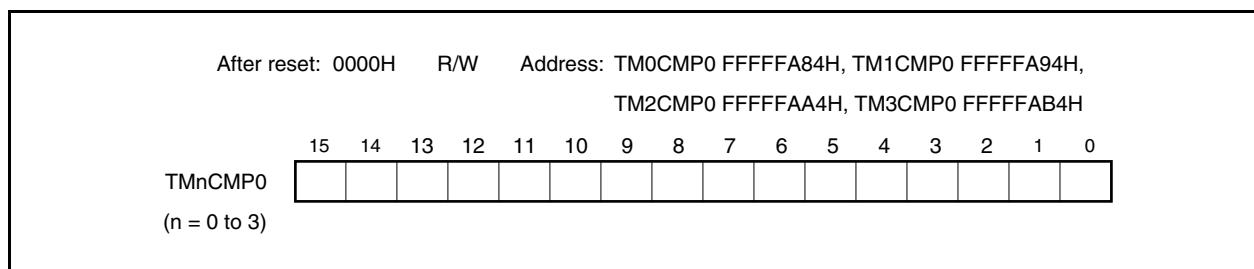 After reset: 0000H R/W Address: TM0CMP0 FFFFFA84H, TM1CMP0 FFFFFA94H,
TM2CMP0 FFFFFAA4H, TM3CMP0 FFFFFAB4H
15 14 13 12 11 10 9 8 7 6 5 4 3 2 1 0
TMnCMP0
(n = 0 to 3)